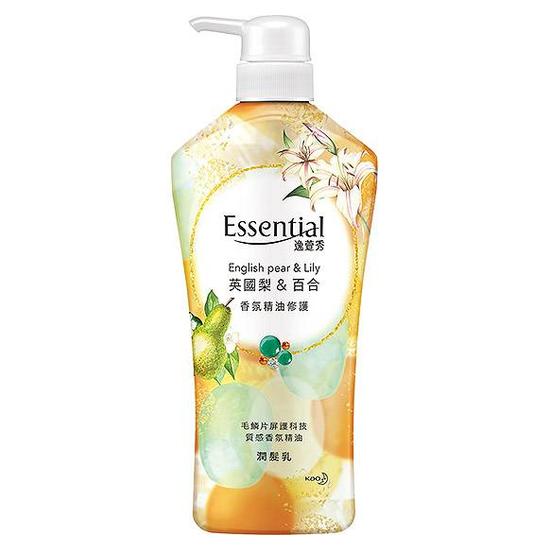 Essential
逸萱秀
English pear & Lily
英國梨 & 百合
香氛精油修護
毛鱗片屏護科技
質感香氛精油
潤髮乳
Kao